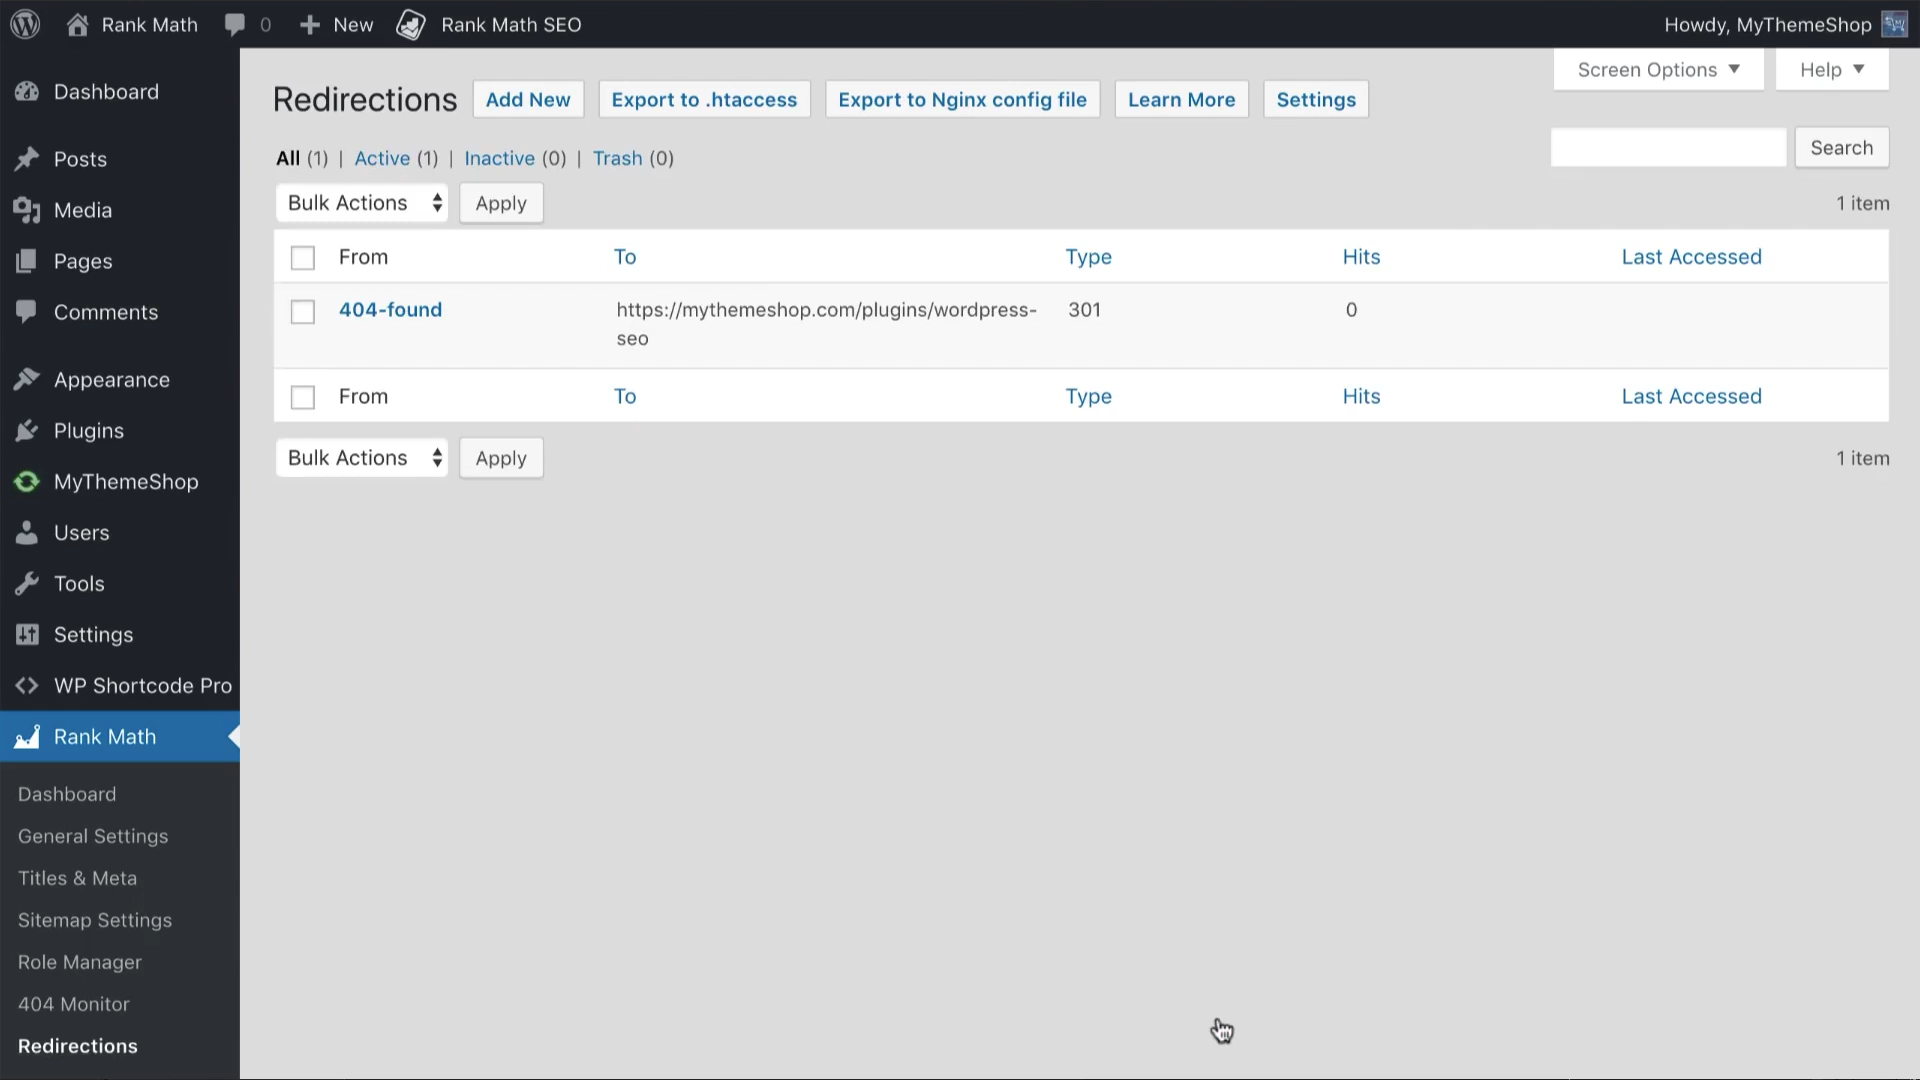 Rank Math 0 New Rank Math SEO Howdy, MyThemeShop
Screen Options Help
Dashboard
Posts
Media
Pages
Comments
Appearance
Plugins
MyThemeShop
Users
Tools
Settings
WP Shortcode Pro
Rank Math
Dashboard
General Settings
Titles & Meta
Sitemap Settings
Role Manager
404 Monitor
Redirections
Redirections Add New Export to .htaccess Export to Nginx config file Learn More Settings
All (1) | Active (1) | Inactive (0) | Trash (0)
Search
Bulk Actions Apply 1 item
From To Type Hits Last Accessed
404-found https://mythemeshop.com/plugins/wordpress- 301 0
seo
From To Type Hits Last Accessed
Bulk Actions Apply 1 item